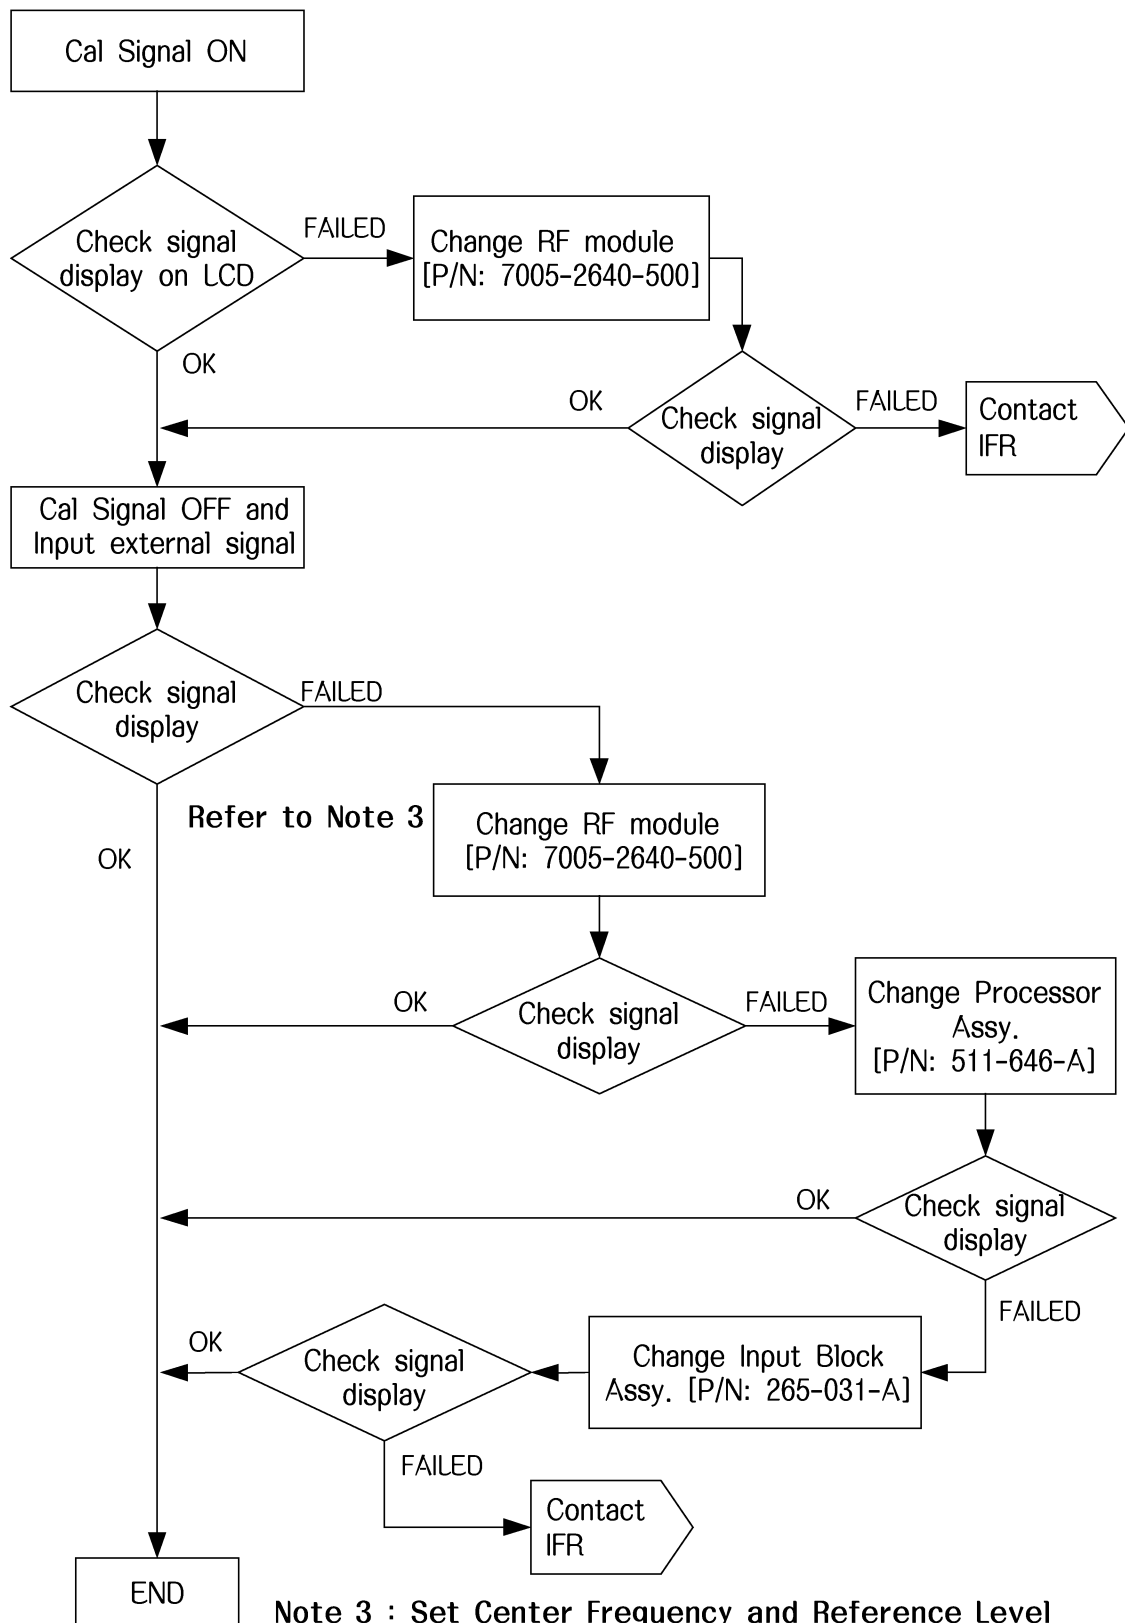 Cal Signal ON
Check signal
display on LCD
FAILED
Change RF module
[P/N: 7005-2640-500]
OK
OK
Check signal
display
FAILED
Contact
IFR
Cal Signal OFF and
Input external signal
Check signal
display
FAILED
Refer to Note 3
Change RF module
[P/N: 7005-2640-500]
OK
OK
Check signal
display
FAILED
Change Processor
Assy.
[P/N: 511-646-A]
OK
Check signal
display
FAILED
OK
Check signal
display
Change Input Block
Assy. [P/N: 265-031-A]
FAILED
Contact
IFR
END
Note 3 : Set Center Frequency and Reference Level